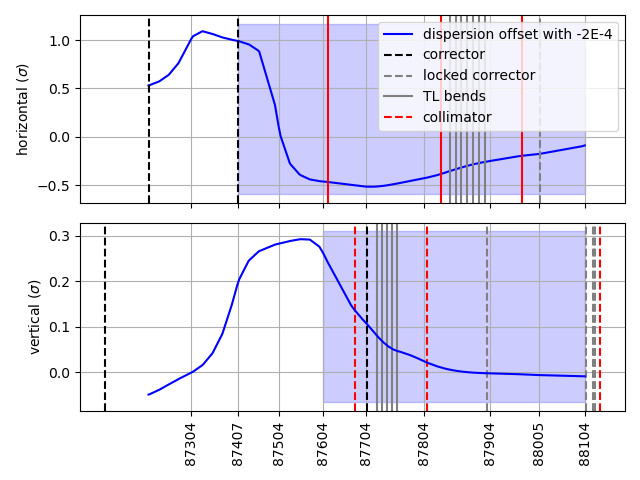 1.0
0.5
0.0
−0.5
horizontal (σ)
dispersion offset with -2E-4
corrector
locked corrector
TL bends
collimator
0.3
0.2
0.1
0.0
vertical (σ)
87304
87407
87504
87604
87704
87804
87904
88005
88104